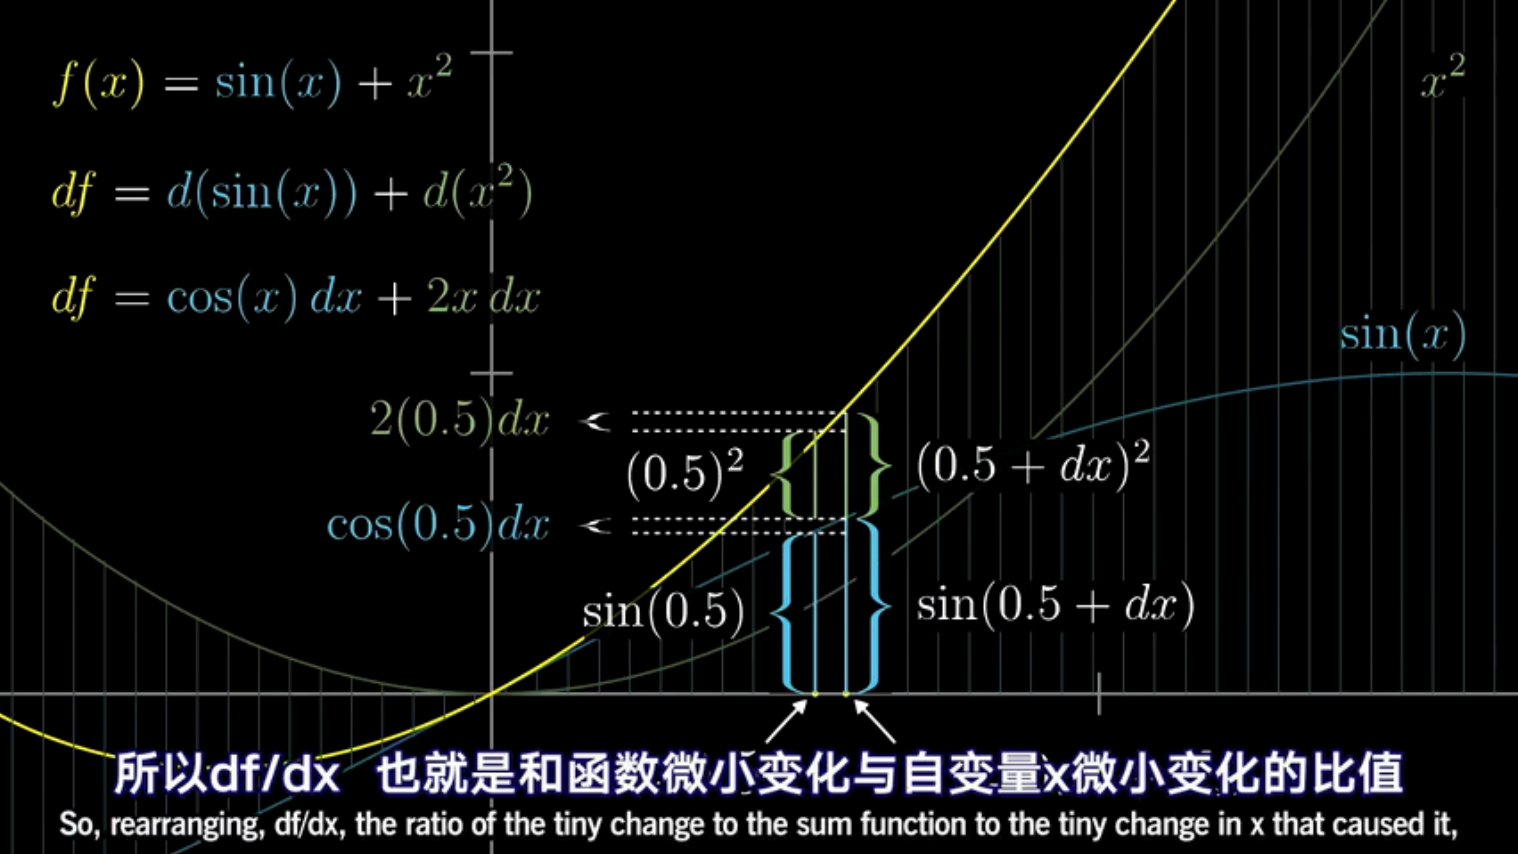 f(x) = sin(x) + x²
df = d(sin(x)) + d(x²)
df = cos(x) dx + 2x dx
x²
sin(x)
2(0.5)dx
(0.5)²
(0.5 + dx)²
cos(0.5)dx
sin(0.5)
sin(0.5 + dx)
所以df/dx 也就是和函数微小变化与自变量x微小变化的比值
So, rearranging, df/dx, the ratio of the tiny change to the sum function to the tiny change in x that caused it,